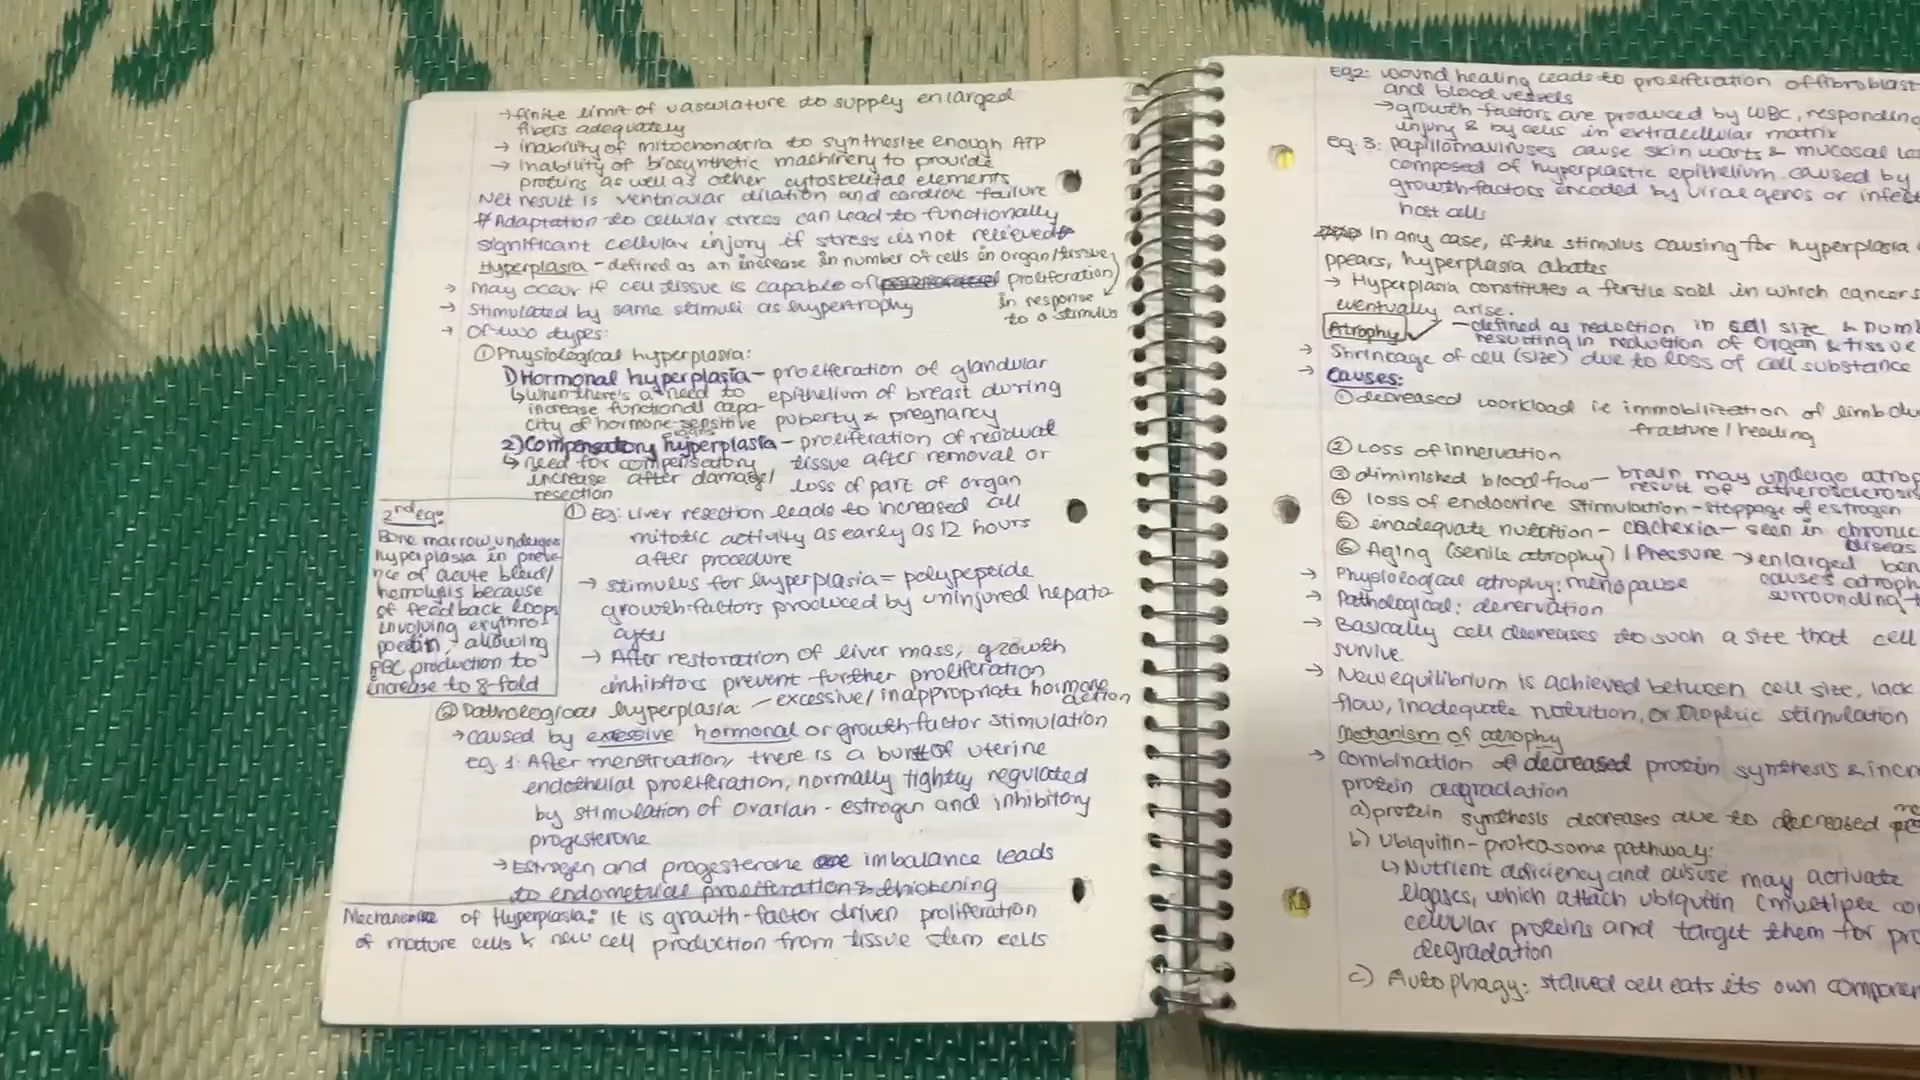 → finite limit of vasculature to supply enlarged
fibers adequately
→ inability of mitochondria to synthesize enough ATP
→ Inability of biosynthetic machinery to provide
proteins as well as other cytoskeletal elements
Net result is ventricular dilation and cardiac failure
# Adaptation to cellular stress can lead to functionally
significant cellular injury if stress is not relieved
Hyperplasia - defined as an increase in number of cells in organ/tissue
→ may occur if cell tissue is capable of proliferation
in response
to a stimulus
→ Stimulated by same stimuli as hypertrophy
→ Of two types:
① Physiological hyperplasia:
1) Hormonal hyperplasia - proliferation of glandular
epithelium of breast during
puberty & pregnancy
↳ When there's a need to
increase functional capa-
city of hormone-sensitive
organs
2) Compensatory hyperplasia - proliferation of residual
tissue after removal or
loss of part of organ
↳ need for compensatory
increase after damage/
resection
① Eg: Liver resection leads to increased all
mitotic activity as early as 12 hours
after procedure
→ stimulus for hyperplasia = polypeptide
growth-factors produced by uninjured hepato
cytes
→ After restoration of liver mass, growth
inhibitors prevent further proliferation
2nd eg:
Bone marrow undergoes
hyperplasia in prese-
nce of acute bleed/
hemolysis because
of feedback loops
involving erythro
poetin, allowing
RBC production to
increase to 8-fold
② Pathological hyperplasia - excessive/inappropriate hormone
action
→ caused by excessive hormonal or growth-factor stimulation
eg. 1: After menstruation, there is a burst of uterine
endothelial proliferation, normally tightly regulated
by stimulation of ovarian - estrogen and inhibitory
progesterone
→ Estrogen and progesterone imbalance leads
to endometrial proliferation & thickening
Mechanism of Hyperplasia: It is growth-factor driven proliferation
of mature cells & new cell production from tissue stem cells
Eg2: wound healing leads to proliferation of fibroblast
and blood vessels
→ growth factors are produced by WBC, responding
injury & by cells in extracellular matrix
eg. 3: papillomaviruses cause skin warts & mucosal
composed of hyperplastic epithelium caused by
growth-factors encoded by viral genes or
host cells
In any case, if the stimulus causing for hyperplasia
ppears, hyperplasia abates
→ Hyperplasia constitutes a fertile soil in which cancers
eventually arise.
Atrophy ✓ - defined as reduction in cell size &
resulting in reduction of organ & tissue
→ Shrinkage of cell (size) due to loss of cell substance
→ Causes:
① decreased workload ie immobilization of limb
fracture / healing
② Loss of innervation
③ diminished blood flow - brain may undergo
result of
④ loss of endocrine stimulation - stoppage of estrogen
⑤ inadequate nutrition - cachexia - seen in chronic
⑥ Aging (senile atrophy) / Pressure → enlarged
causes
surrounding
→ Physiological atrophy: menopause
→ Pathological: denervation
→ Basically cell decreases to such a size that cell
survive.
→ New equilibrium is achieved between cell size, lack
flow, inadequate nutrition, or trophic stimulation
Mechanism of atrophy
→ combination of decreased protein synthesis &
protein degradation
a) protein synthesis decreases due to decreased
b) Ubiquitin-proteasome pathway:
↳ Nutrient deficiency and disuse may activate
ligases, which attach ubiquitin (multiple
cellular proteins and target them for
degradation
c) Autophagy: starved cell eats its own